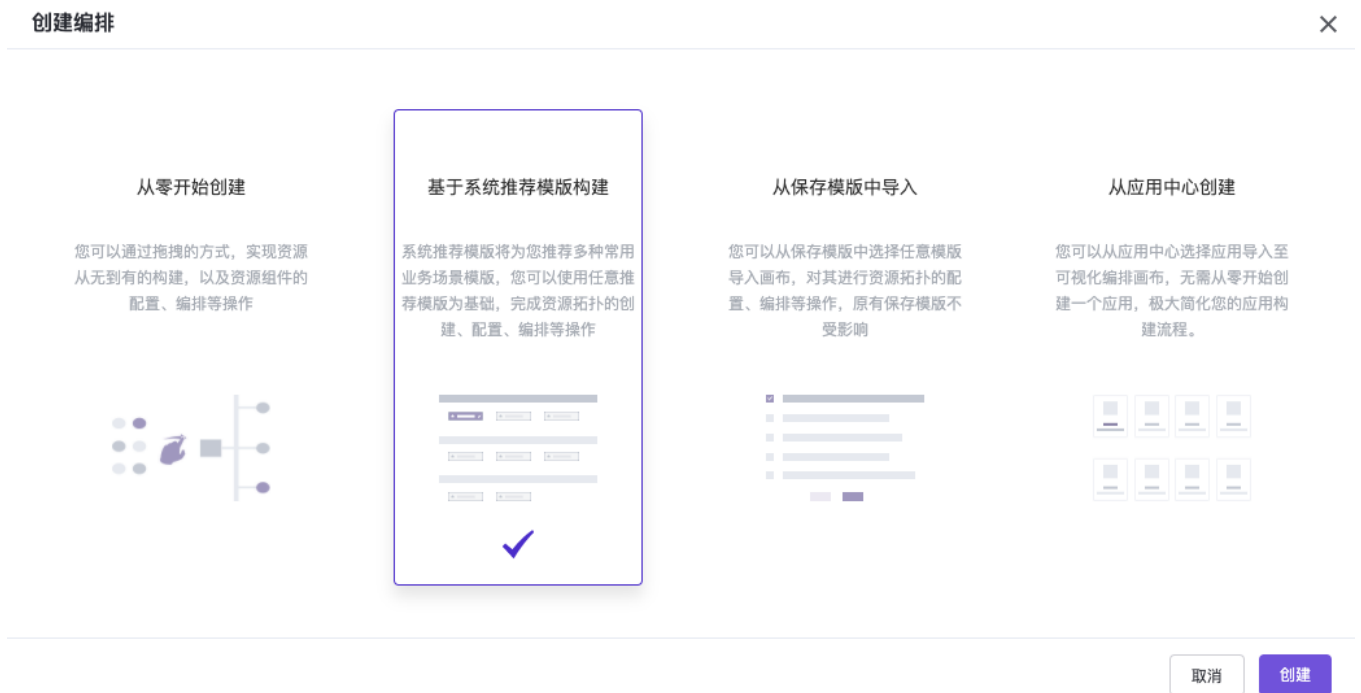 创建编排
从零开始创建
您可以通过拖拽的方式，实现资源
从无到有的构建，以及资源组件的
配置、编排等操作
基于系统推荐模版构建
系统推荐模版将为您推荐多种常用
业务场景模版，您可以使用任意推
荐模版为基础，完成资源拓扑的创
建、配置、编排等操作
从保存模版中导入
您可以从保存模版中选择任意模版
导入画布，对其进行资源拓扑的配
置、编排等操作，原有保存模版不
受影响
从应用中心创建
您可以从应用中心选择应用导入至
可视化编排画布，无需从零开始创
建一个应用，极大简化您的应用构
建流程。
取消
创建